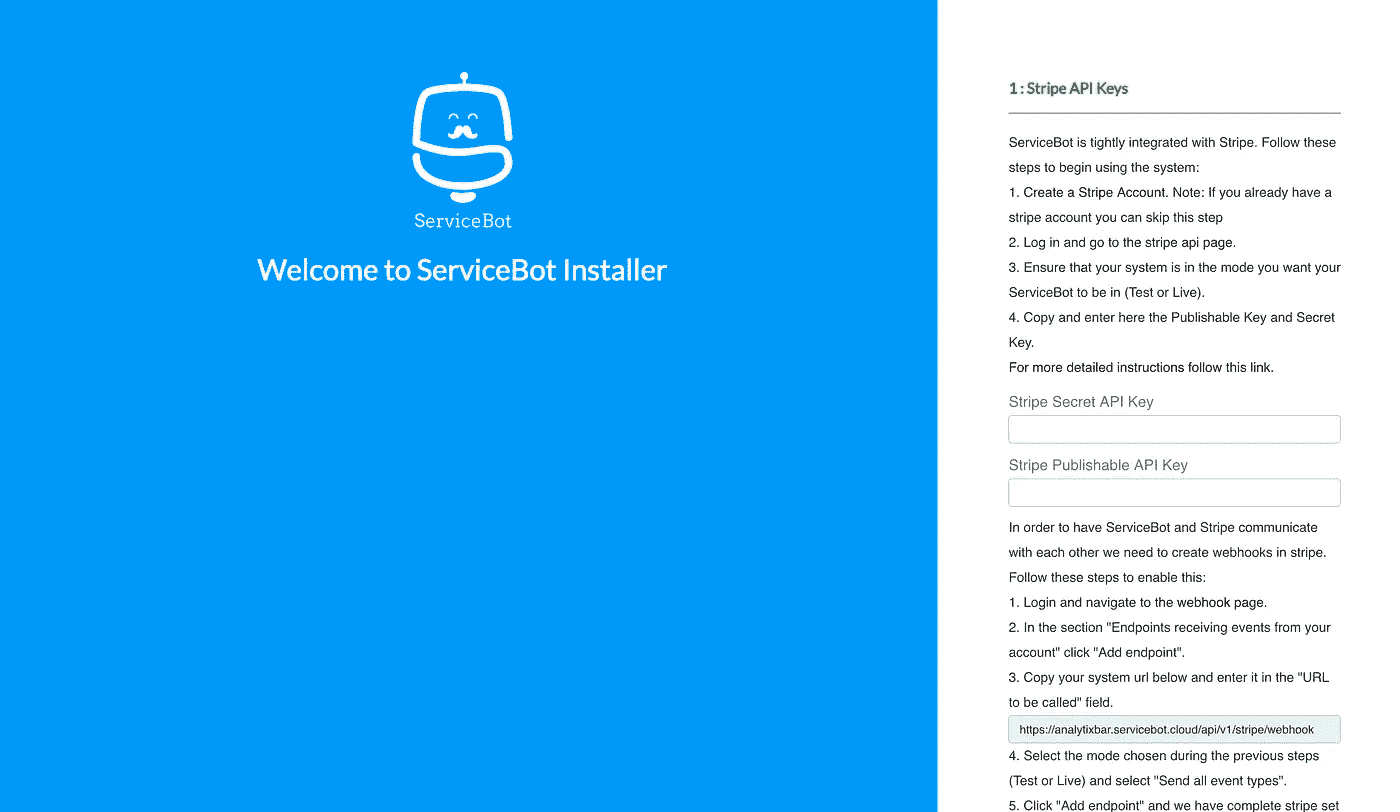 ServiceBot
Welcome to ServiceBot Installer
1 : Stripe API Keys
ServiceBot is tightly integrated with Stripe. Follow these
steps to begin using the system:
1. Create a Stripe Account. Note: If you already have a
stripe account you can skip this step
2. Log in and go to the stripe api page.
3. Ensure that your system is in the mode you want your
ServiceBot to be in (Test or Live).
4. Copy and enter here the Publishable Key and Secret
Key.
For more detailed instructions follow this link.
Stripe Secret API Key
Stripe Publishable API Key
In order to have ServiceBot and Stripe communicate
with each other we need to create webhooks in stripe.
Follow these steps to enable this:
1. Login and navigate to the webhook page.
2. In the section "Endpoints receiving events from your
account" click "Add endpoint".
3. Copy your system url below and enter it in the "URL
to be called" field.
https://analytixbar.servicebot.cloud/api/v1/stripe/webhook
4. Select the mode chosen during the previous steps
(Test or Live) and select "Send all event types".
5. Click "Add endpoint" and we have complete stripe set